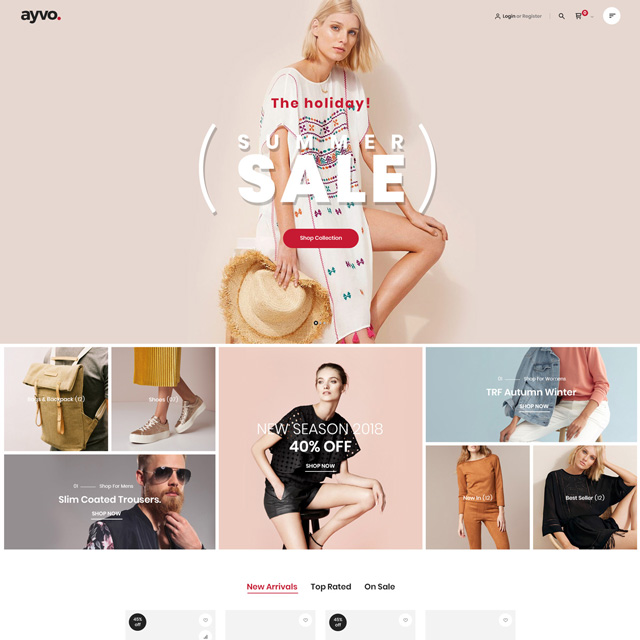 ayvo.
Login or Register
0
The holiday!
SUMMER
SALE
Shop Collection
Bags & Backpack (12)
Shoes (07)
NEW SEASON 2018
40% OFF
SHOP NOW
01 Shop For Womens
TRF Autumn Winter
SHOP NOW
01 Shop For Mens
Slim Coated Trousers.
SHOP NOW
New In (12)
Best Seller (12)
New Arrivals Top Rated On Sale
45%
off
45%
off